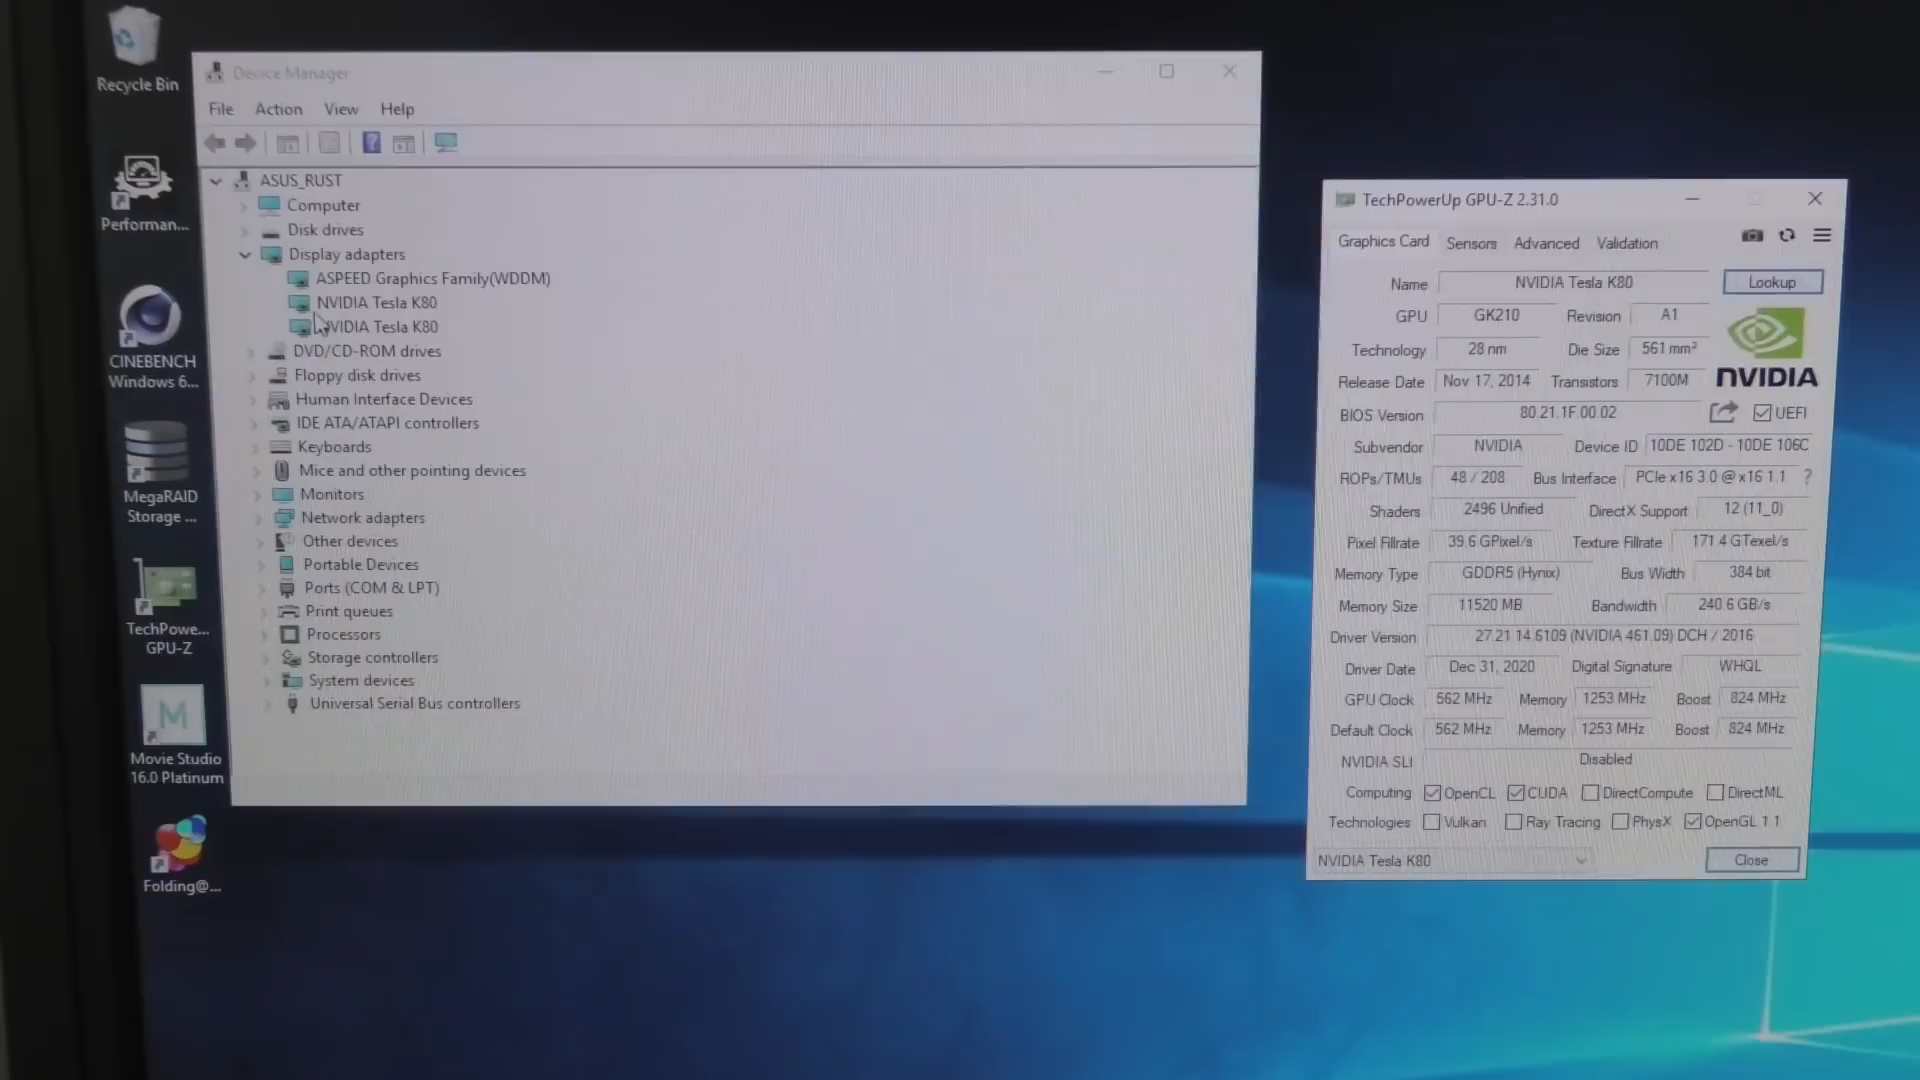 Recycle Bin
Performan...
CINEBENCH
Windows 6...
MegaRAID
Storage ...
TechPowe...
GPU-Z
M
Movie Studio
16.0 Platinum
Folding@...
Device Manager
File Action View Help
ASUS_RUST
Computer
Disk drives
Display adapters
ASPEED Graphics Family(WDDM)
NVIDIA Tesla K80
NVIDIA Tesla K80
DVD/CD-ROM drives
Floppy disk drives
Human Interface Devices
IDE ATA/ATAPI controllers
Keyboards
Mice and other pointing devices
Monitors
Network adapters
Other devices
Portable Devices
Ports (COM & LPT)
Print queues
Processors
Storage controllers
System devices
Universal Serial Bus controllers
TechPowerUp GPU-Z 2.31.0
Graphics Card Sensors Advanced Validation
Name NVIDIA Tesla K80 Lookup
GPU GK210 Revision A1
Technology 28 nm Die Size 561 mm²
Release Date Nov 17, 2014 Transistors 7100M
NVIDIA
BIOS Version 80.21.1F.00.02 UEFI
Subvendor NVIDIA Device ID 10DE 102D - 10DE 106C
ROPs/TMUs 48 / 208 Bus Interface PCIe x16 3.0 @ x16 1.1 ?
Shaders 2496 Unified DirectX Support 12 (11_0)
Pixel Fillrate 39.6 GPixel/s Texture Fillrate 171.4 GTexel/s
Memory Type GDDR5 (Hynix) Bus Width 384 bit
Memory Size 11520 MB Bandwidth 240.6 GB/s
Driver Version 27.21.14.6109 (NVIDIA 461.09) DCH / 2016
Driver Date Dec 31, 2020 Digital Signature WHQL
GPU Clock 562 MHz Memory 1253 MHz Boost 824 MHz
Default Clock 562 MHz Memory 1253 MHz Boost 824 MHz
NVIDIA SLI Disabled
Computing OpenCL CUDA DirectCompute DirectML
Technologies Vulkan Ray Tracing PhysX OpenGL 1.1
NVIDIA Tesla K80 Close